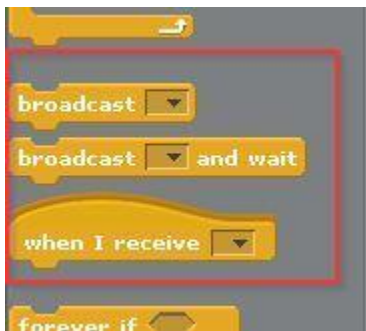 broadcast
broadcast and wait
when I receive
forever if